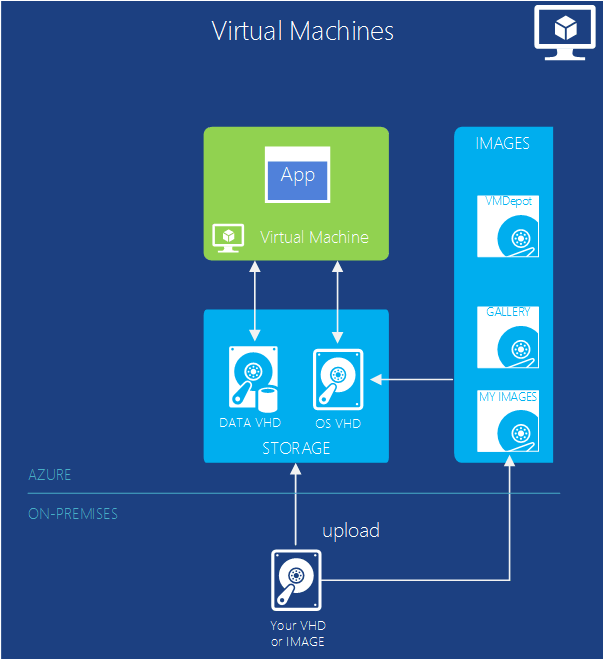 Virtual Machines
IMAGES
App
VMDepot
Virtual Machine
GALLERY
MY IMAGES
DATA VHD
OS VHD
STORAGE
AZURE
ON-PREMISES
upload
Your VHD
or IMAGE